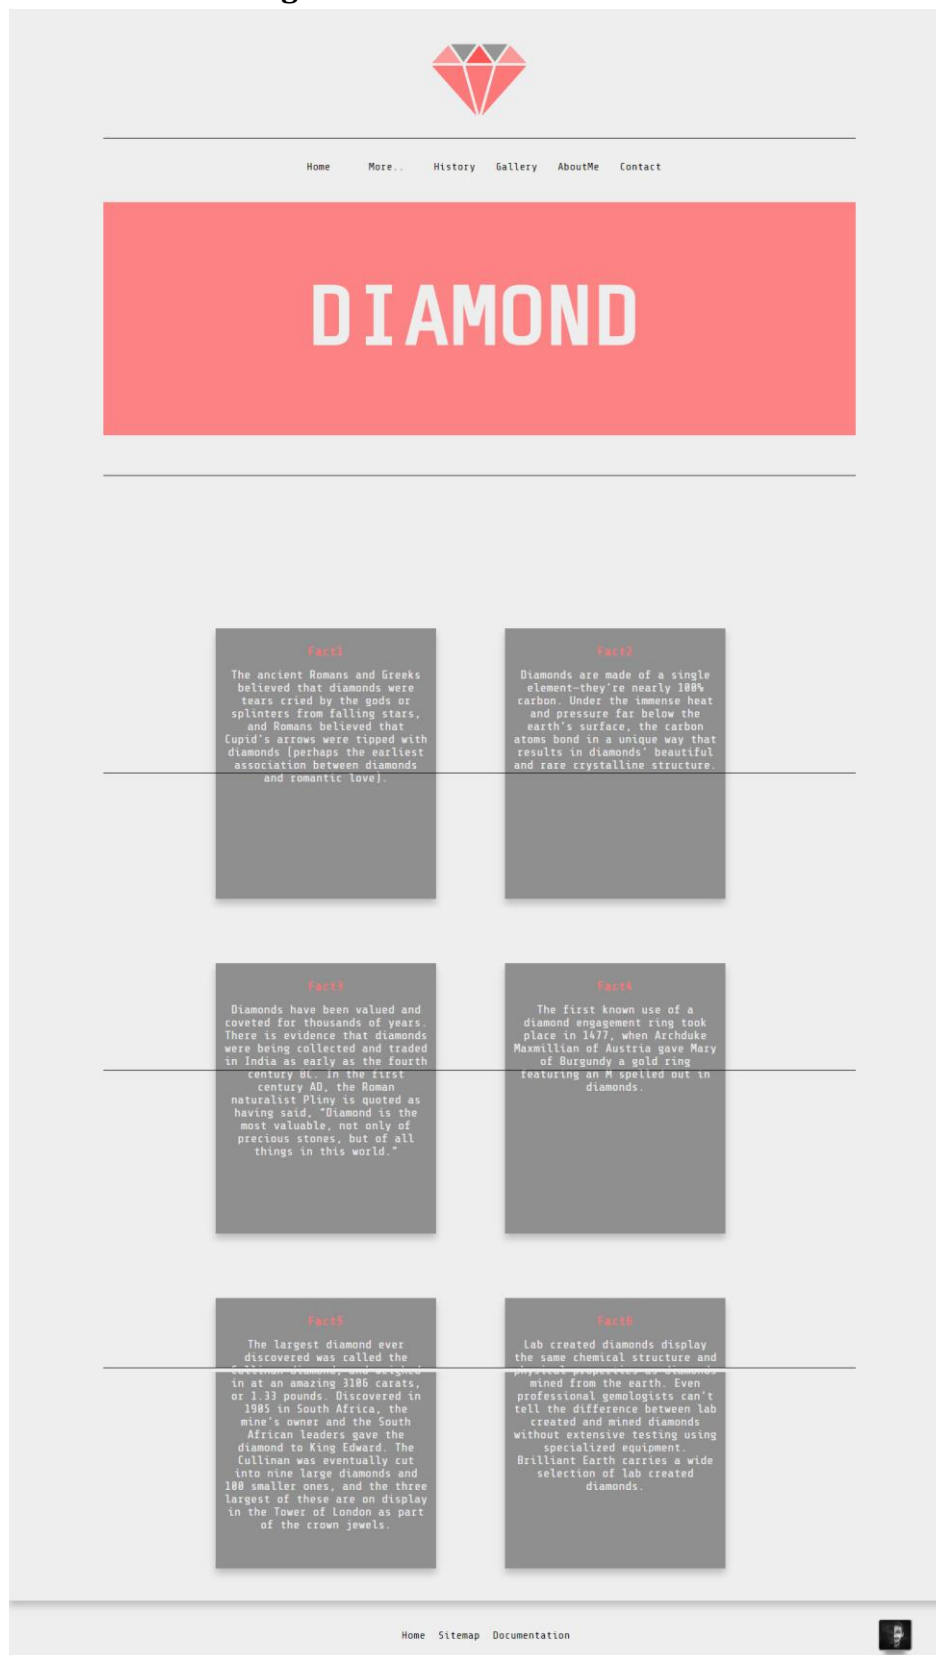 Home More.. History Gallery AboutMe Contact
DIAMOND
Fact1
The ancient Romans and Greeks
believed that diamonds were
tears cried by the gods or
splinters from falling stars,
and Romans believed that
Cupid's arrows were tipped with
diamonds (perhaps the earliest
association between diamonds
and romantic love).
Fact2
Diamonds are made of a single
element—they're nearly 100%
carbon. Under the immense heat
and pressure far below the
earth's surface, the carbon
atoms bond in a unique way that
results in diamonds' beautiful
and rare crystalline structure.
Fact3
Diamonds have been valued and
coveted for thousands of years.
There is evidence that diamonds
were being collected and traded
in India as early as the fourth
century BC. In the first
century AD, the Roman
naturalist Pliny is quoted as
having said, "Diamond is the
most valuable, not only of
precious stones, but of all
things in this world."
Fact4
The first known use of a
diamond engagement ring took
place in 1477, when Archduke
Maxmillian of Austria gave Mary
of Burgundy a gold ring
featuring an M spelled out in
diamonds.
Fact5
The largest diamond ever
discovered was called the
Cullinan diamond, and weighed
in at an amazing 3106 carats,
or 1.33 pounds. Discovered in
1905 in South Africa, the
mine's owner and the South
African leaders gave the
diamond to King Edward. The
Cullinan was eventually cut
into nine large diamonds and
100 smaller ones, and the three
largest of these are on display
in the Tower of London as part
of the crown jewels.
Fact6
Lab created diamonds display
the same chemical structure and
physical properties as diamonds
mined from the earth. Even
professional gemologists can't
tell the difference between lab
created and mined diamonds
without extensive testing using
specialized equipment.
Brilliant Earth carries a wide
selection of lab created
diamonds.
Home Sitemap Documentation